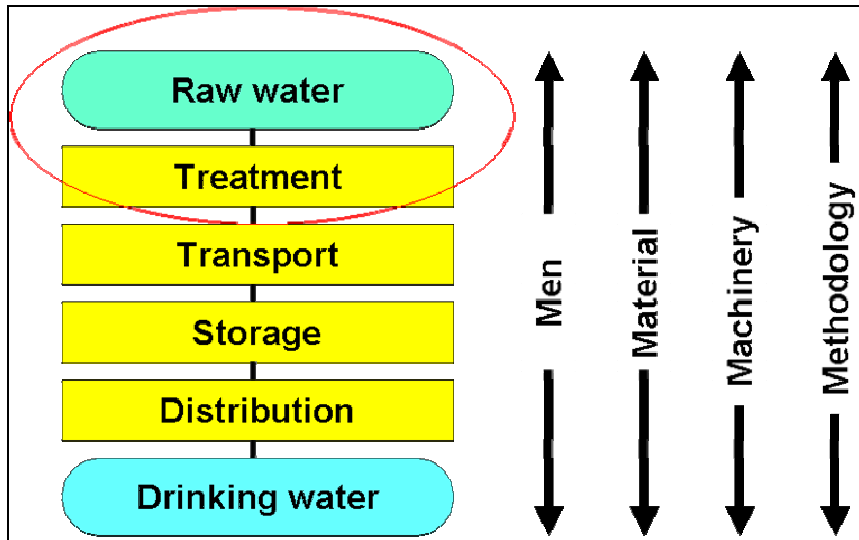 Raw water
Treatment
Transport
Storage
Distribution
Drinking water
Men
Material
Machinery
Methodology